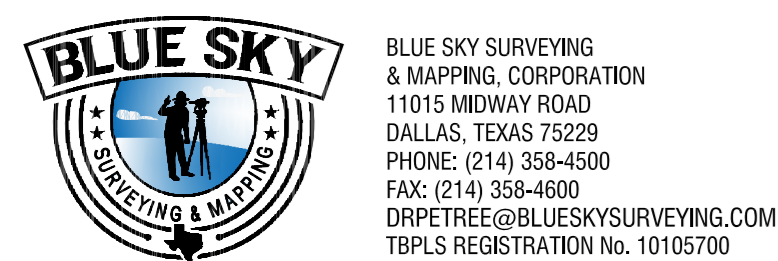 BLUE SKY
SURVEYING & MAPPING
BLUE SKY SURVEYING
& MAPPING, CORPORATION
11015 MIDWAY ROAD
DALLAS, TEXAS 75229
PHONE: (214) 358-4500
FAX: (214) 358-4600
DRPETREE@BLUESKYSURVEYING.COM
TBPLS REGISTRATION No. 10105700